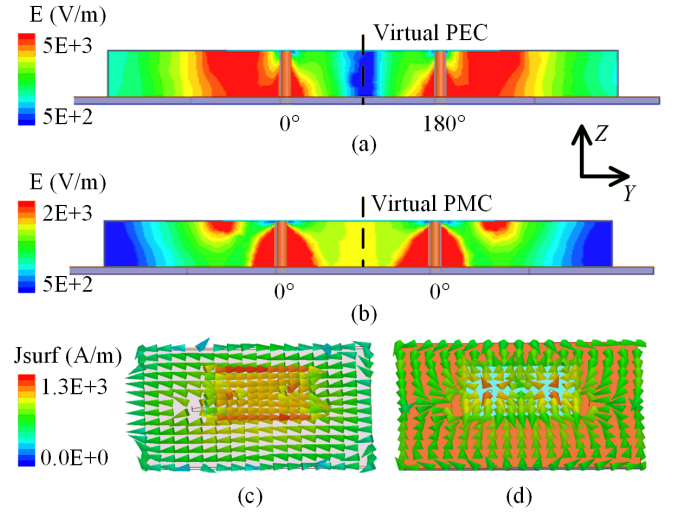 E (V/m)
5E+3
5E+2
Virtual PEC
0°
180°
(a)
Z
Y
E (V/m)
2E+3
5E+2
Virtual PMC
0°
0°
(b)
Jsurf (A/m)
1.3E+3
0.0E+0
(c)
(d)